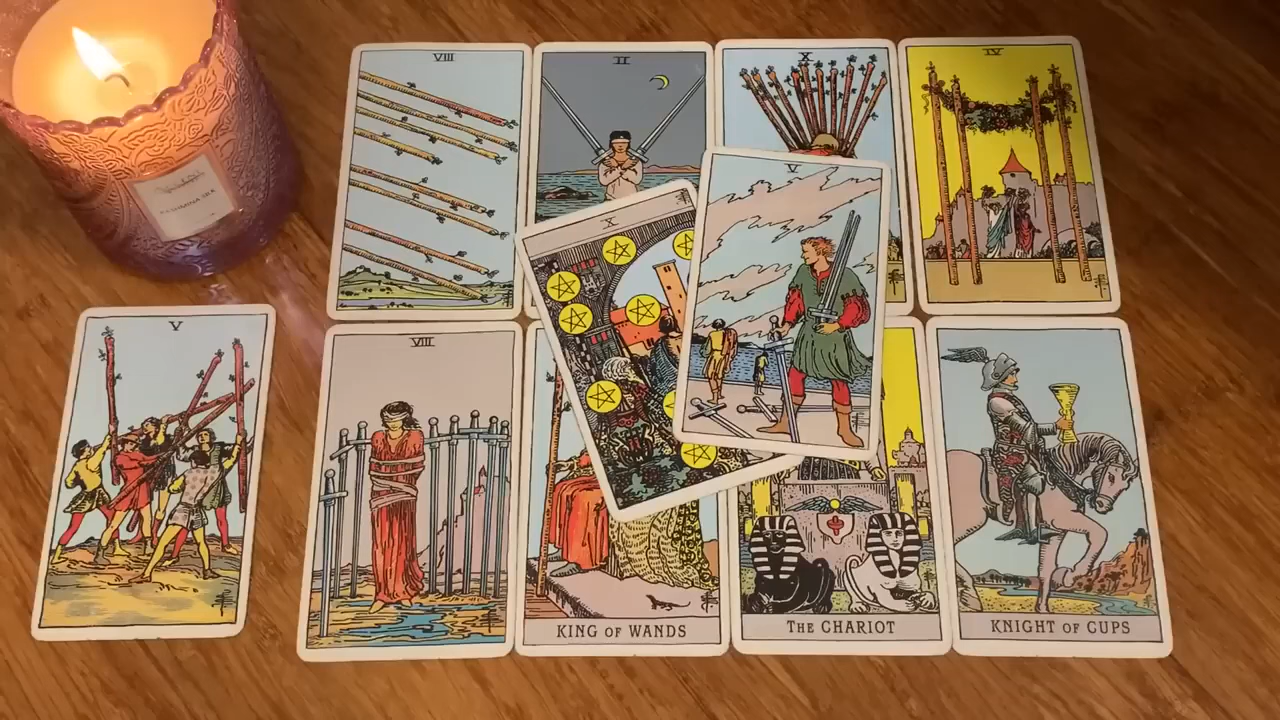 VIII
II
X
IV
X
V
V
VIII
KING OF WANDS
THE CHARIOT
KNIGHT OF CUPS